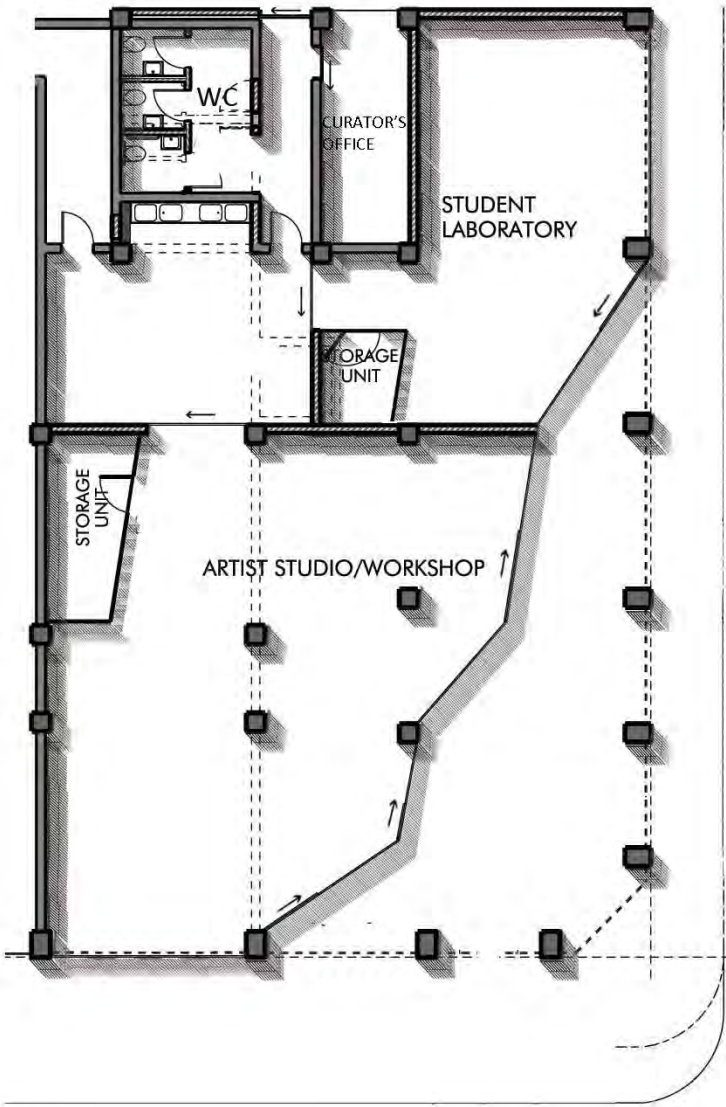 WC
CURATOR'S
OFFICE
STUDENT
LABORATORY
STORAGE
UNIT
STORAGE
UNIT
ARTIST STUDIO/WORKSHOP